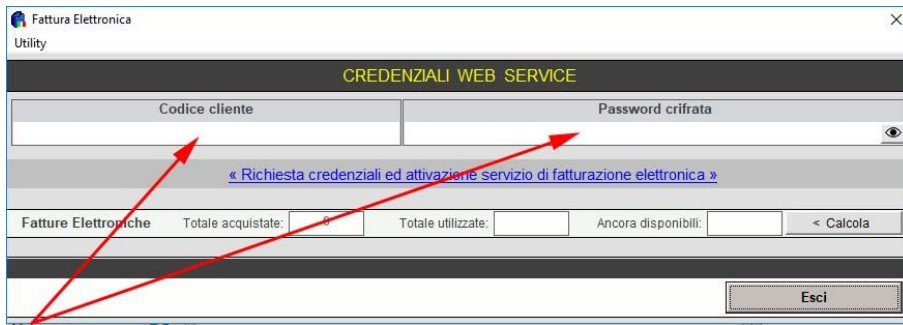 Fattura Elettronica
Utility
CREDENZIALI WEB SERVICE
Codice cliente Password crifrata
« Richiesta credenziali ed attivazione servizio di fatturazione elettronica »
Fatture Elettroniche Totale acquistate: 0 Totale utilizzate: Ancora disponibili: < Calcola
Esci